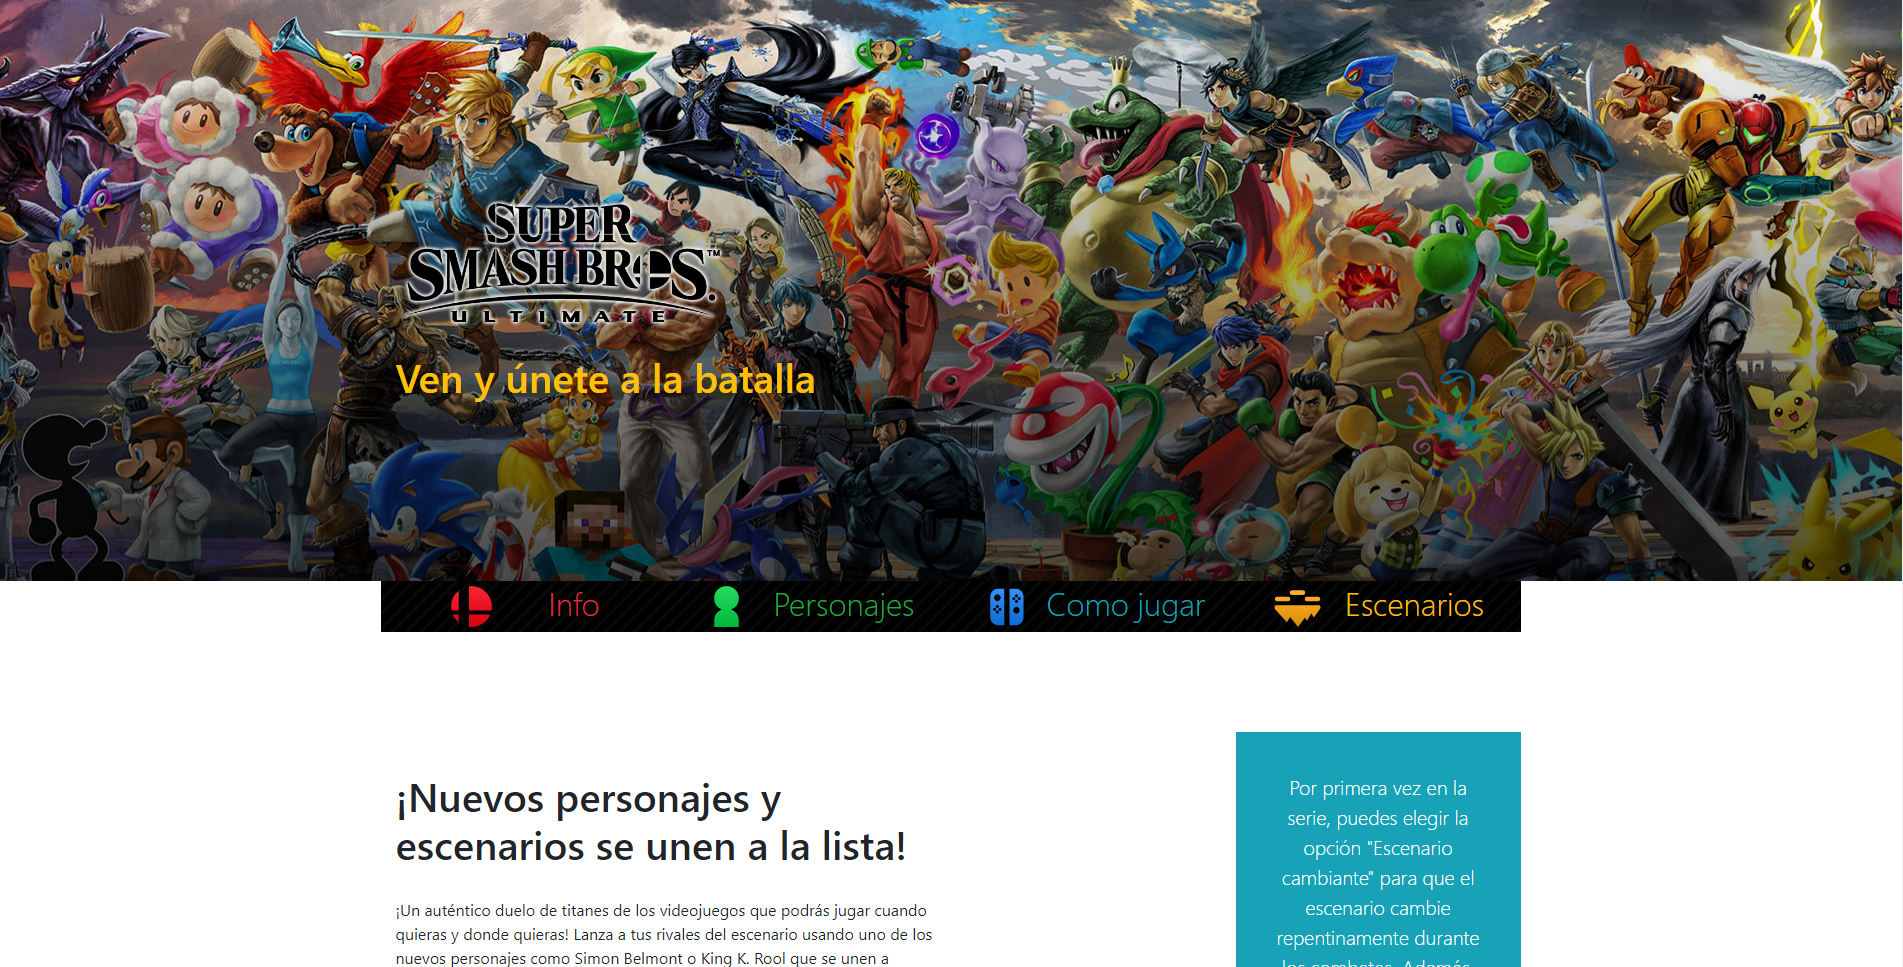 SUPER
SMASH BROS.™
ULTIMATE
Ven y únete a la batalla
Info
Personajes
Como jugar
Escenarios
¡Nuevos personajes y
escenarios se unen a la lista!
¡Un auténtico duelo de titanes de los videojuegos que podrás jugar cuando
quieras y donde quieras! Lanza a tus rivales del escenario usando uno de los
nuevos personajes como Simon Belmont o King K. Rool que se unen a
Por primera vez en la
serie, puedes elegir la
opción "Escenario
cambiante" para que el
escenario cambie
repentinamente durante
los combates. Además,